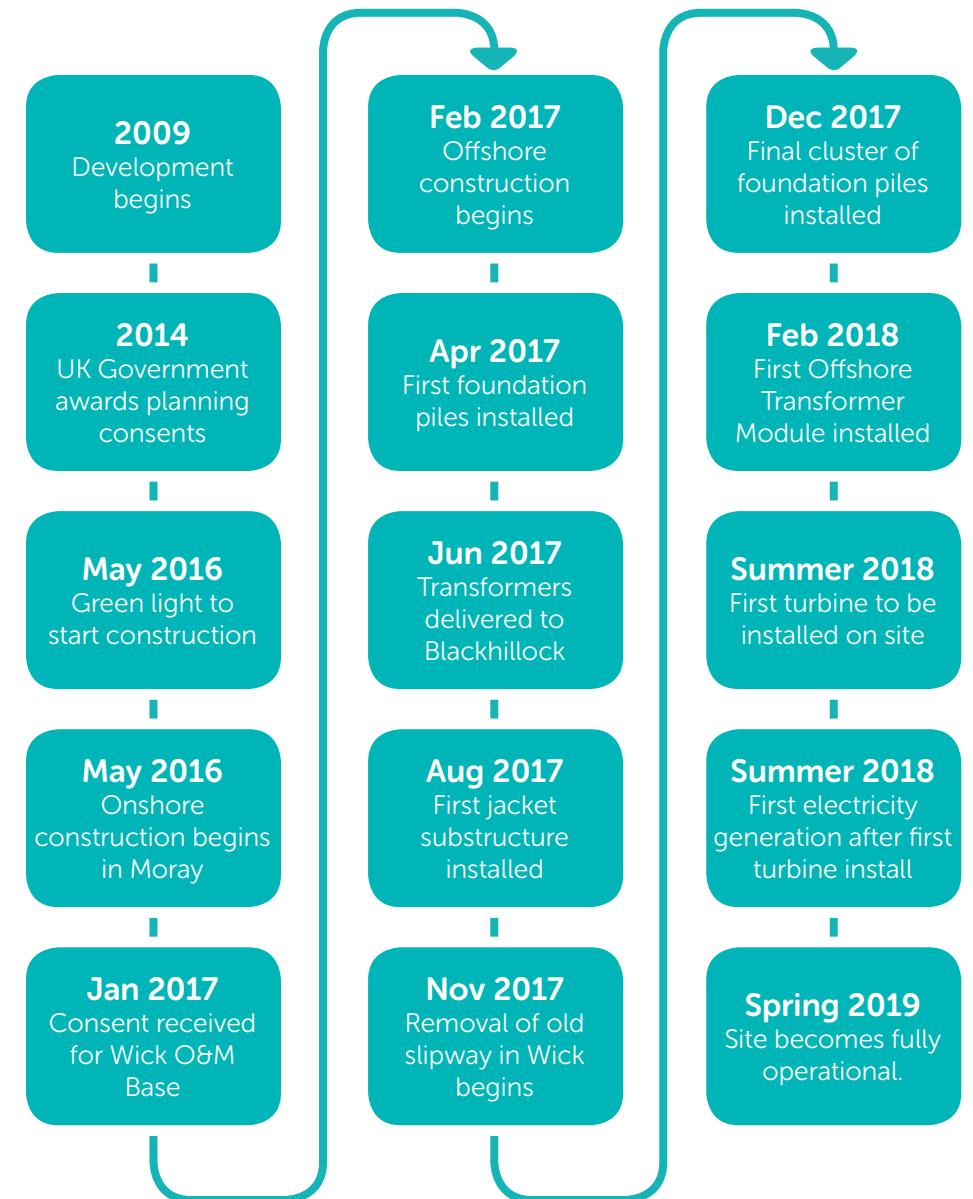 2009
Development
begins
2014
UK Government
awards planning
consents
May 2016
Green light to
start construction
May 2016
Onshore
construction begins
in Moray
Jan 2017
Consent received
for Wick O&M
Base
Feb 2017
Offshore
construction
begins
Apr 2017
First foundation
piles installed
Jun 2017
Transformers
delivered to
Blackhillock
Aug 2017
First jacket
substructure
installed
Nov 2017
Removal of old
slipway in Wick
begins
Dec 2017
Final cluster of
foundation piles
installed
Feb 2018
First Offshore
Transformer
Module installed
Summer 2018
First turbine to be
installed on site
Summer 2018
First electricity
generation after first
turbine install
Spring 2019
Site becomes fully
operational.